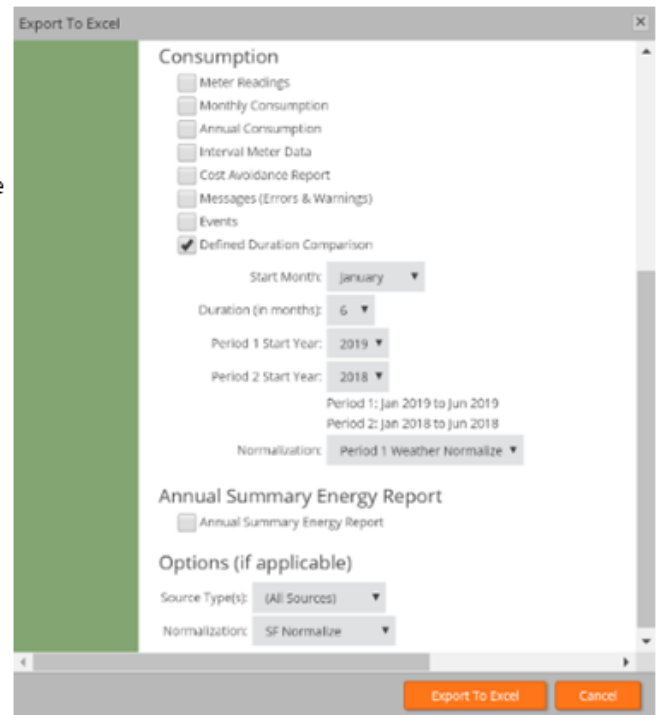 Export To Excel
Consumption
Meter Readings
Monthly Consumption
Annual Consumption
Interval Meter Data
Cost Avoidance Report
e
Messages (Errors & Warnings)
Events
Defined Duration Comparison
Start Month: January
Duration (in months): 6
Period 1 Start Year: 2019
Period 2 Start Year: 2018
Period 1: Jan 2019 to Jun 2019
Period 2: Jan 2018 to Jun 2018
Normalization: Period 1 Weather Normalize
Annual Summary Energy Report
Annual Summary Energy Report
Options (if applicable)
Source Type(s): (All Sources)
Normalization: SF Normalize
Export To Excel Cancel